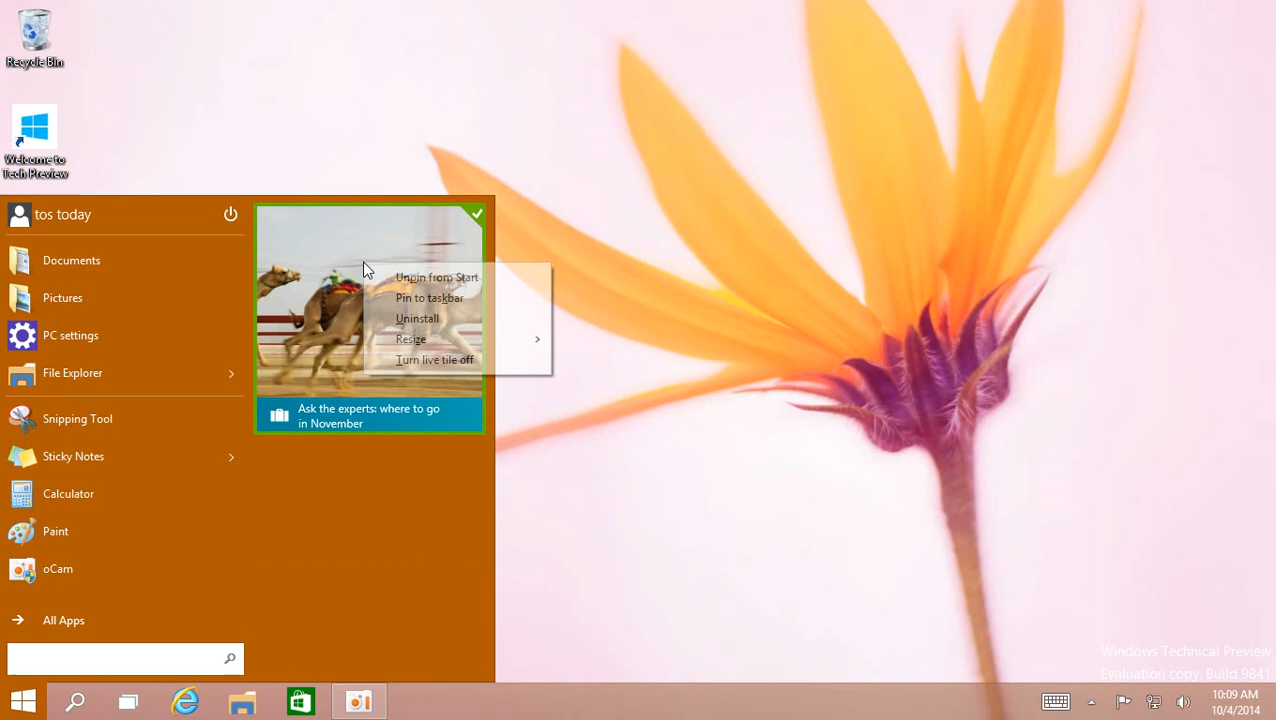 Recycle Bin
Welcome to
Tech Preview
tos today
Documents
Pictures
PC settings
File Explorer
Snipping Tool
Sticky Notes
Calculator
Paint
oCam
All Apps
Unpin from Start
Pin to taskbar
Uninstall
Resize
Turn live tile off
Ask the experts: where to go
in November
Windows Technical Preview
Evaluation copy. Build 9841
10:09 AM
10/4/2014